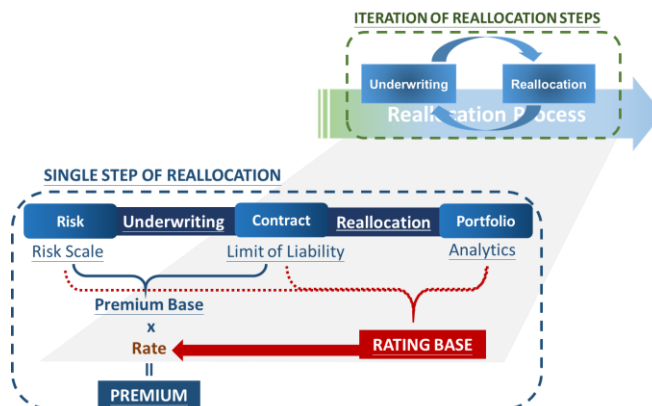 ITERATION OF REALLOCATION STEPS
Underwriting
Reallocation
Reallocation Process
SINGLE STEP OF REALLOCATION
Risk Underwriting Contract Reallocation Portfolio
Risk Scale Limit of Liability Analytics
Premium Base
x
Rate
RATING BASE
=
PREMIUM